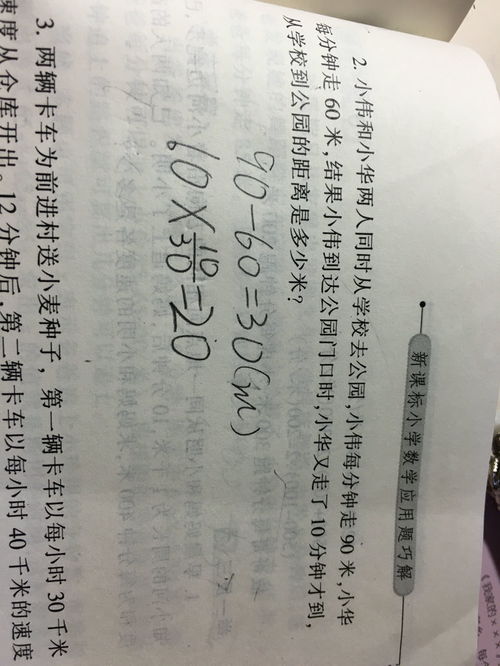 新课标小学数学应用题巧解
2. 小伟和小华两人同时从学校去公园,小伟每分钟走 90 米,小华
每分钟走 60 米,结果小伟到达公园门口时,小华又走了 10 分钟才到,
从学校到公园的距离是多少米?
90-60=30(m)
60×10/30=20
3. 两辆卡车为前进村送小麦种子，第一辆卡车以每小时 30 千米
速度从仓库开出。12 分钟后,第二辆卡车以每小时 40 千米的速度